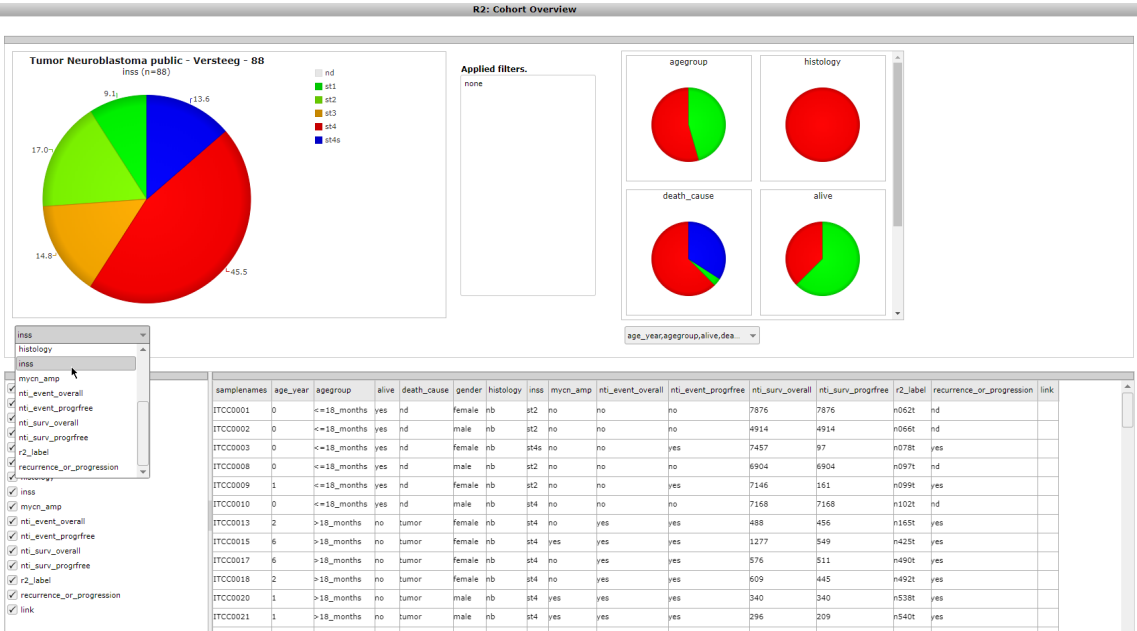 R2: Cohort Overview
Tumor Neuroblastoma public - Versteeg - 88
inss (n=88)
nd
st1
st2
st3
st4
st4s
9.1
13.6
17.0
14.8
45.5
Applied filters.
none
agegroup
histology
death_cause
alive
inss
age_year,agegroup,alive,dea...
histology
inss
mycn_amp
nti_event_overall
nti_event_progrfree
nti_surv_overall
nti_surv_progrfree
r2_label
recurrence_or_progression
inss
mycn_amp
nti_event_overall
nti_event_progrfree
nti_surv_overall
nti_surv_progrfree
r2_label
recurrence_or_progression
link
samplenames age_year agegroup alive death_cause gender histology inss mycn_amp nti_event_overall nti_event_progrfree nti_surv_overall nti_surv_progrfree r2_label recurrence_or_progression link
ITCC0001 0 <=18_months yes nd female nb st2 no no no 7876 7876 n062t nd
ITCC0002 0 <=18_months yes nd male nb st2 no no no 4914 4914 n066t nd
ITCC0003 0 <=18_months yes nd female nb st4s no no yes 7457 97 n078t yes
ITCC0008 0 <=18_months yes nd male nb st2 no no no 6904 6904 n097t nd
ITCC0009 1 <=18_months yes nd female nb st2 no no yes 7146 161 n099t yes
ITCC0010 0 <=18_months yes nd male nb st4 no no no 7168 7168 n102t nd
ITCC0013 2 >18_months no tumor female nb st4 no yes yes 488 456 n165t yes
ITCC0015 6 >18_months no tumor female nb st4 yes yes yes 1277 549 n425t yes
ITCC0017 6 >18_months no tumor female nb st4 no yes yes 576 511 n490t yes
ITCC0018 2 >18_months no tumor female nb st4 no yes yes 609 445 n492t yes
ITCC0020 1 >18_months no tumor male nb st4 yes yes yes 340 340 n538t yes
ITCC0021 1 >18_months no tumor male nb st4 yes yes yes 296 209 n540t yes